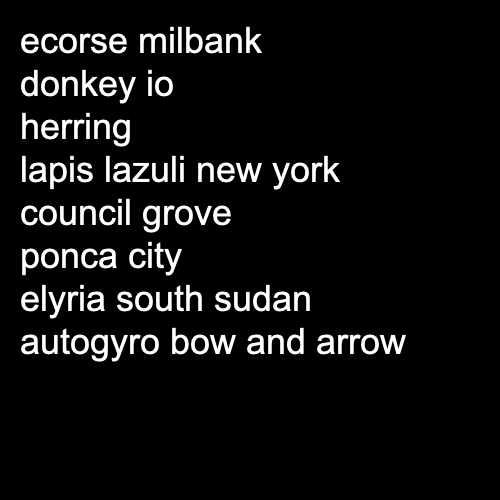 ecorse milbank
donkey io
herring
lapis lazuli new york
council grove
ponca city
elyria south sudan
autogyro bow and arrow